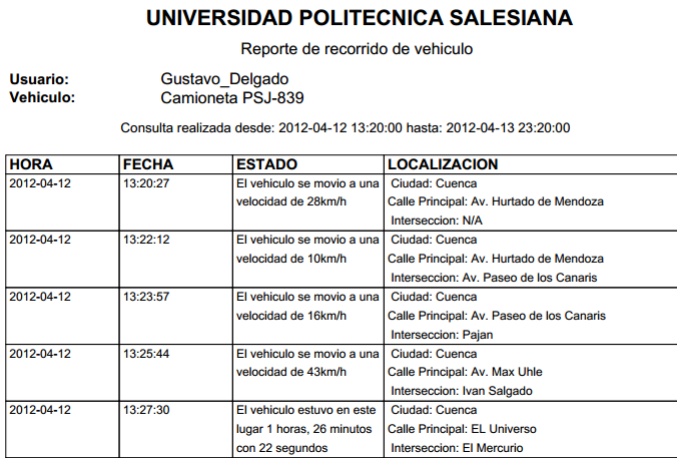 UNIVERSIDAD POLITECNICA SALESIANA
Reporte de recorrido de vehiculo
Usuario: Gustavo_Delgado
Vehiculo: Camioneta PSJ-839
Consulta realizada desde: 2012-04-12 13:20:00 hasta: 2012-04-13 23:20:00
HORA FECHA ESTADO LOCALIZACION
2012-04-12 13:20:27 El vehiculo se movio a una Ciudad: Cuenca
velocidad de 28km/h Calle Principal: Av. Hurtado de Mendoza
Interseccion: N/A
2012-04-12 13:22:12 El vehiculo se movio a una Ciudad: Cuenca
velocidad de 10km/h Calle Principal: Av. Hurtado de Mendoza
Interseccion: Av. Paseo de los Canaris
2012-04-12 13:23:57 El vehiculo se movio a una Ciudad: Cuenca
velocidad de 16km/h Calle Principal: Av. Paseo de los Canaris
Interseccion: Pajan
2012-04-12 13:25:44 El vehiculo se movio a una Ciudad: Cuenca
velocidad de 43km/h Calle Principal: Av. Max Uhle
Interseccion: Ivan Salgado
2012-04-12 13:27:30 El vehiculo estuvo en este Ciudad: Cuenca
lugar 1 horas, 26 minutos Calle Principal: EL Universo
con 22 segundos Interseccion: El Mercurio